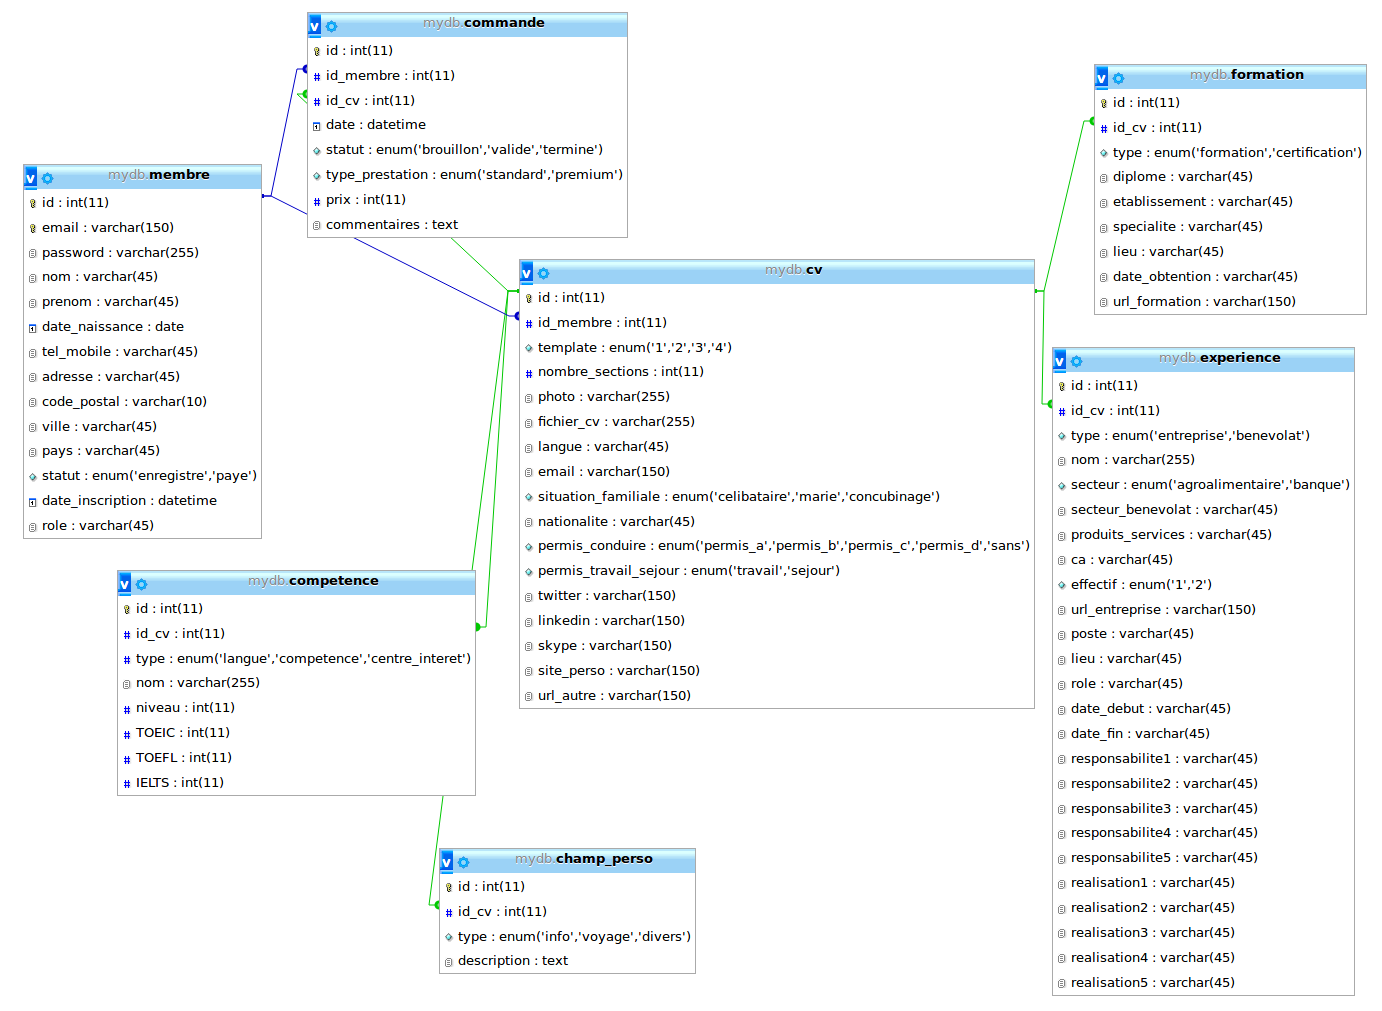 mydb.commande
id : int(11)
id_membre : int(11)
id_cv : int(11)
date : datetime
statut : enum('brouillon','valide','termine')
type_prestation : enum('standard','premium')
prix : int(11)
commentaires : text
mydb.formation
id : int(11)
id_cv : int(11)
type : enum('formation','certification')
diplome : varchar(45)
etablissement : varchar(45)
specialite : varchar(45)
lieu : varchar(45)
date_obtention : varchar(45)
url_formation : varchar(150)
mydb.membre
id : int(11)
email : varchar(150)
password : varchar(255)
nom : varchar(45)
prenom : varchar(45)
date_naissance : date
tel_mobile : varchar(45)
adresse : varchar(45)
code_postal : varchar(10)
ville : varchar(45)
pays : varchar(45)
statut : enum('enregistre','paye')
date_inscription : datetime
role : varchar(45)
mydb.cv
id : int(11)
id_membre : int(11)
template : enum('1','2','3','4')
nombre_sections : int(11)
photo : varchar(255)
fichier_cv : varchar(255)
langue : varchar(45)
email : varchar(150)
situation_familiale : enum('celibataire','marie','concubinage')
nationalite : varchar(45)
permis_conduire : enum('permis_a','permis_b','permis_c','permis_d','sans')
permis_travail_sejour : enum('travail','sejour')
twitter : varchar(150)
linkedin : varchar(150)
skype : varchar(150)
site_perso : varchar(150)
url_autre : varchar(150)
mydb.experience
id : int(11)
id_cv : int(11)
type : enum('entreprise','benevolat')
nom : varchar(255)
secteur : enum('agroalimentaire','banque')
secteur_benevolat : varchar(45)
produits_services : varchar(45)
ca : varchar(45)
effectif : enum('1','2')
url_entreprise : varchar(150)
poste : varchar(45)
lieu : varchar(45)
role : varchar(45)
date_debut : varchar(45)
date_fin : varchar(45)
responsabilite1 : varchar(45)
responsabilite2 : varchar(45)
responsabilite3 : varchar(45)
responsabilite4 : varchar(45)
responsabilite5 : varchar(45)
realisation1 : varchar(45)
realisation2 : varchar(45)
realisation3 : varchar(45)
realisation4 : varchar(45)
realisation5 : varchar(45)
mydb.competence
id : int(11)
id_cv : int(11)
type : enum('langue','competence','centre_interet')
nom : varchar(255)
niveau : int(11)
TOEIC : int(11)
TOEFL : int(11)
IELTS : int(11)
mydb.champ_perso
id : int(11)
id_cv : int(11)
type : enum('info','voyage','divers')
description : text